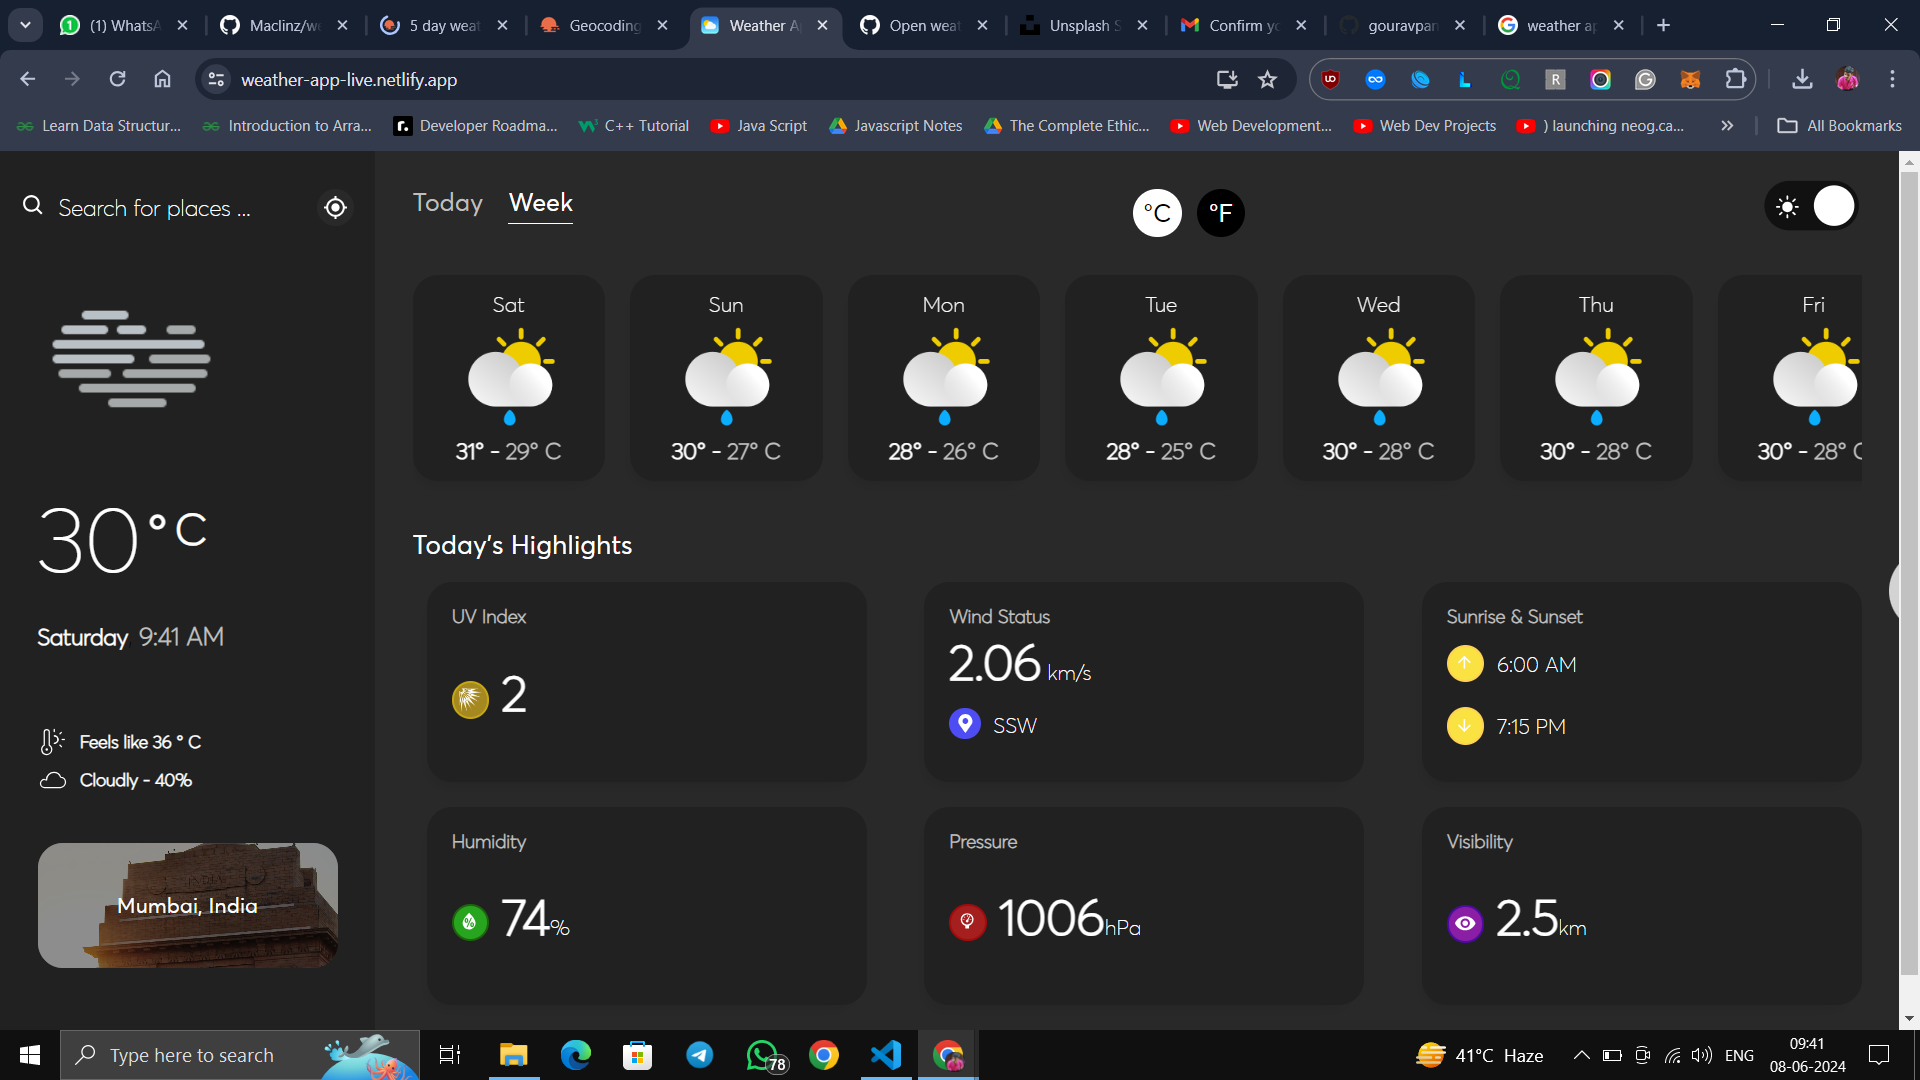 (1) WhatsA
Maclinz/we
5 day weat
Geocoding
Weather A
Open weat
Unsplash S
Confirm yo
gouravpan
weather ap
weather-app-live.netlify.app
Learn Data Structur...
Introduction to Arra...
Developer Roadma...
C++ Tutorial
Java Script
Javascript Notes
The Complete Ethic...
Web Development...
Web Dev Projects
) launching neog.ca...
All Bookmarks
Search for places ...
Today
Week
°C
°F
Sat
Sun
Mon
Tue
Wed
Thu
Fri
31° - 29° C
30° - 27° C
28° - 26° C
28° - 25° C
30° - 28° C
30° - 28° C
30° - 28° C
30°C
Saturday, 9:41 AM
Feels like 36 ° C
Cloudly - 40%
INDIA
Mumbai, India
Today's Highlights
UV Index
2
Wind Status
2.06 km/s
SSW
Sunrise & Sunset
6:00 AM
7:15 PM
Humidity
74%
Pressure
1006hPa
Visibility
2.5km
Type here to search
78
41°C Haze
ENG
09:41
08-06-2024